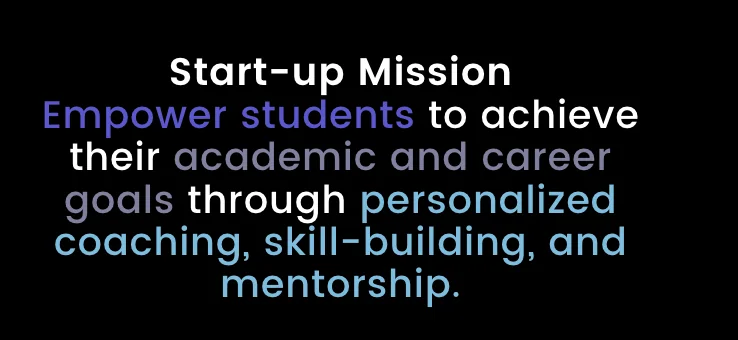 Start-up Mission
Empower students to achieve
their academic and career
goals through personalized
coaching, skill-building, and
mentorship.